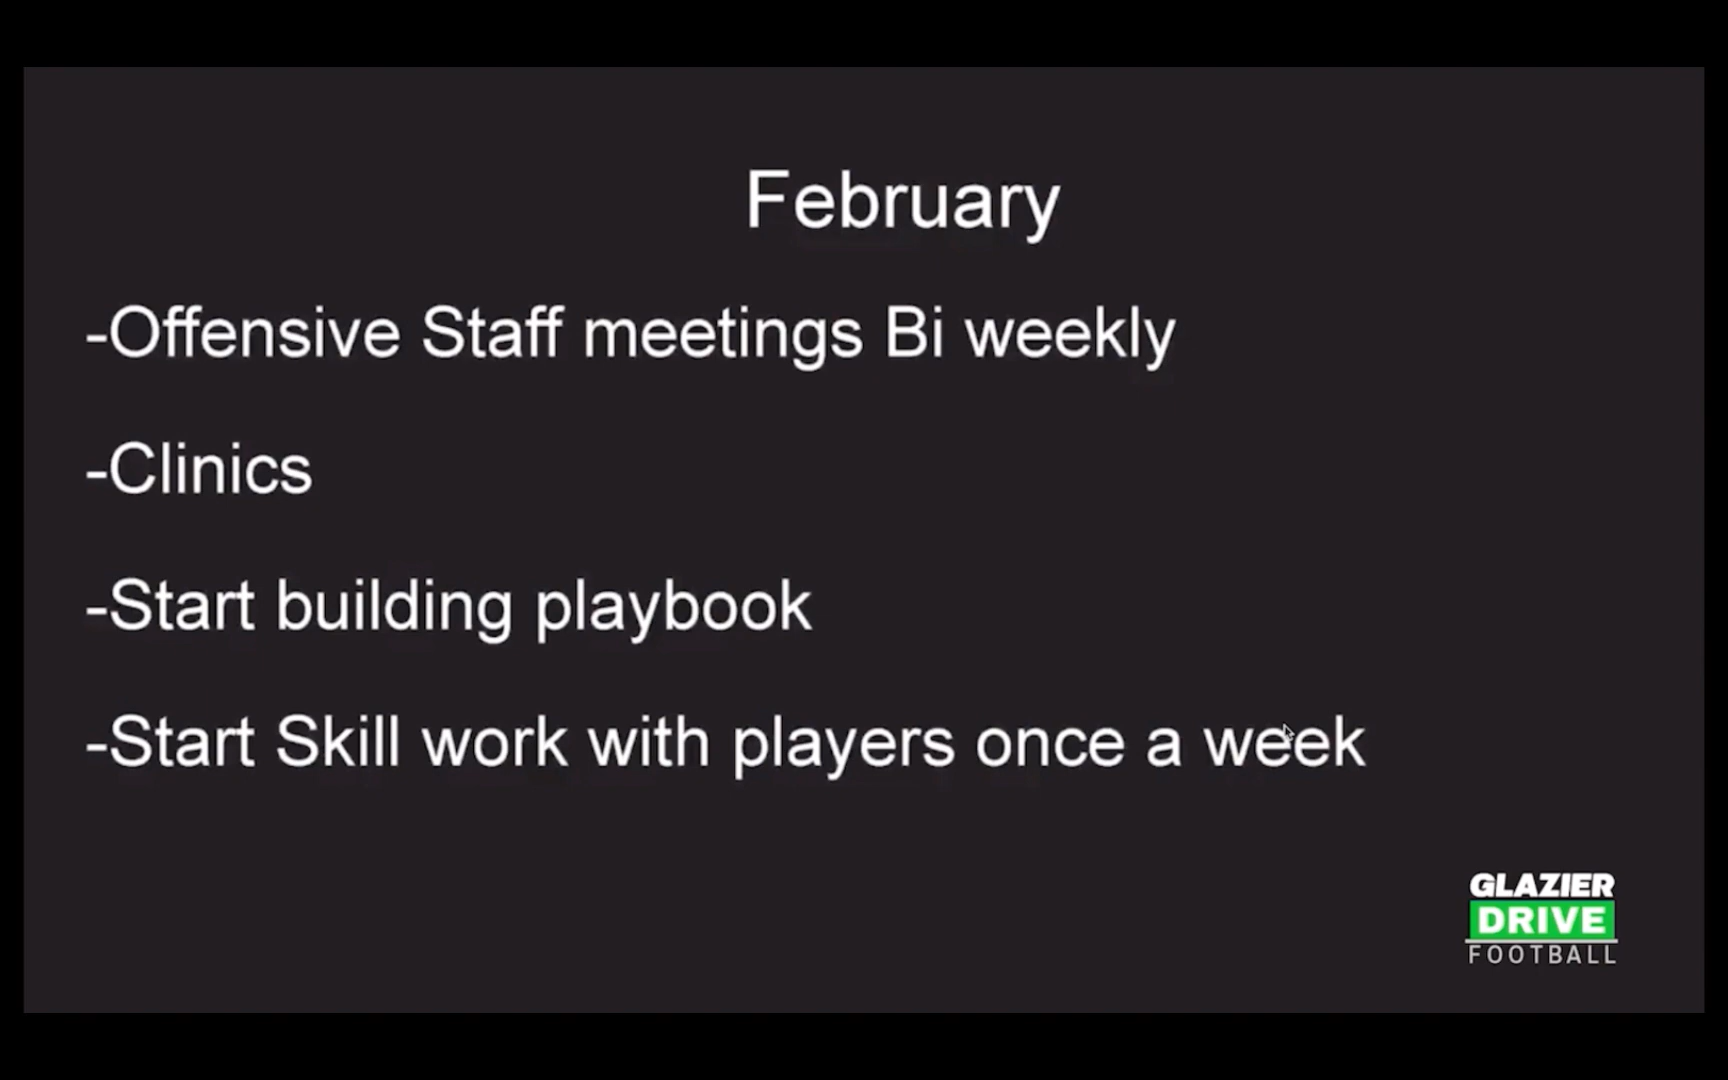 February
-Offensive Staff meetings Bi weekly
-Clinics
-Start building playbook
-Start Skill work with players once a week
GLAZIER
DRIVE
FOOTBALL